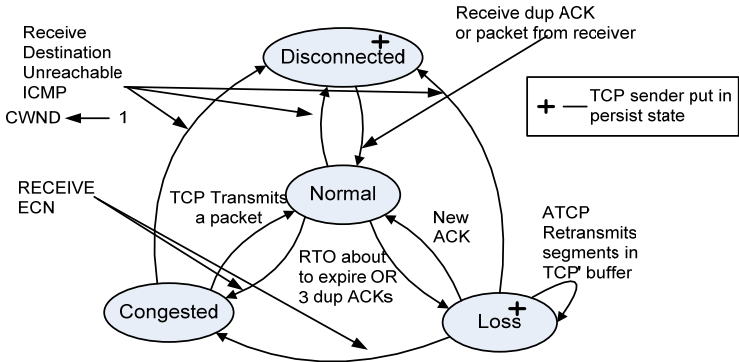 Receive dup ACK
or packet from receiver
Receive
Destination
Unreachable
ICMP
CWND
1
Disconnected
+
+
TCP sender put in
persist state
Normal
RECEIVE
ECN
TCP Transmits
a packet
New
ACK
ATCP
Retransmits
segments in
TCP' buffer
RTO about
to expire OR
3 dup ACKs
Congested
Loss
+